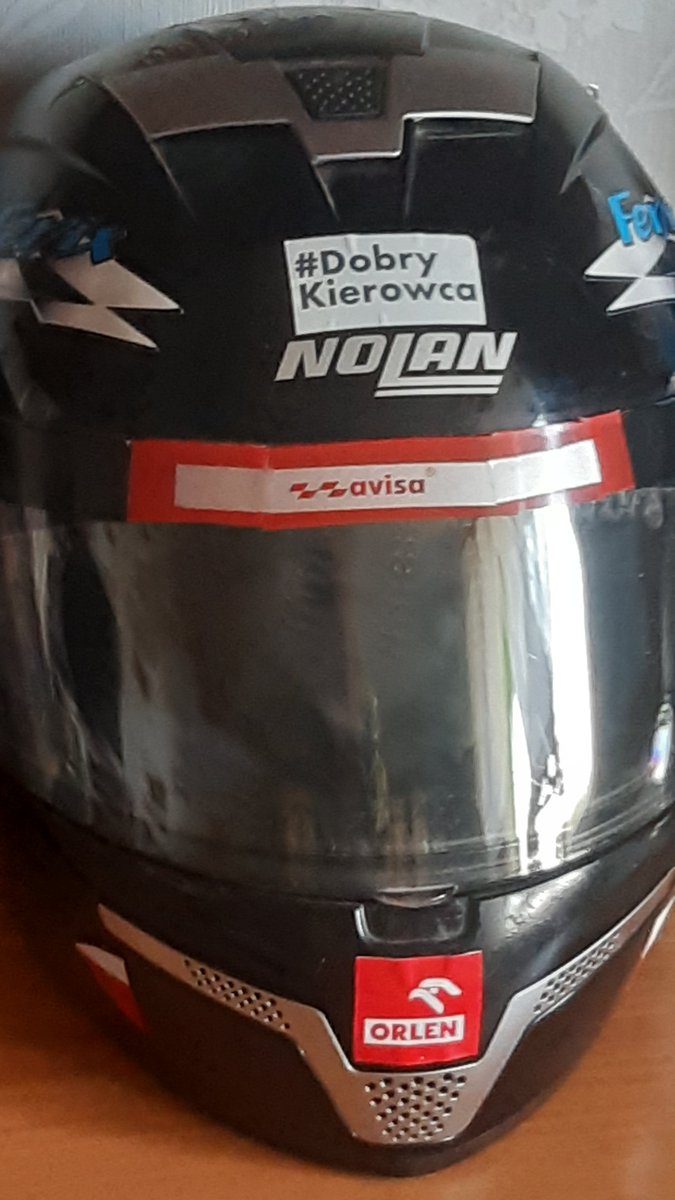 #Dobry
Kierowca
NOLAN
avisa®
ORLEN